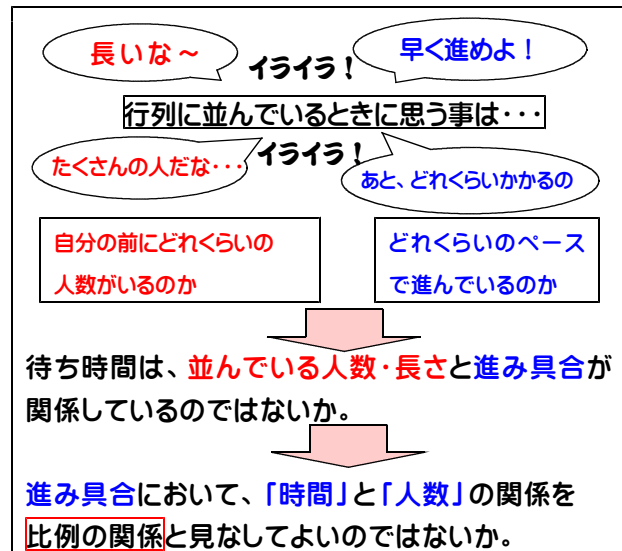 長いな～
イライラ！
早く進めよ！
行列に並んでいるときに思う事は・・・
たくさんの人だな・・・
イライラ！
あと、どれくらいかかるの
自分の前にどれくらいの
人数がいるのか
どれくらいのペース
で進んでいるのか
待ち時間は、並んでいる人数・長さと進み具合が
関係しているのではないか。
進み具合において、「時間」と「人数」の関係を
比例の関係と見なしてよいのではないか。